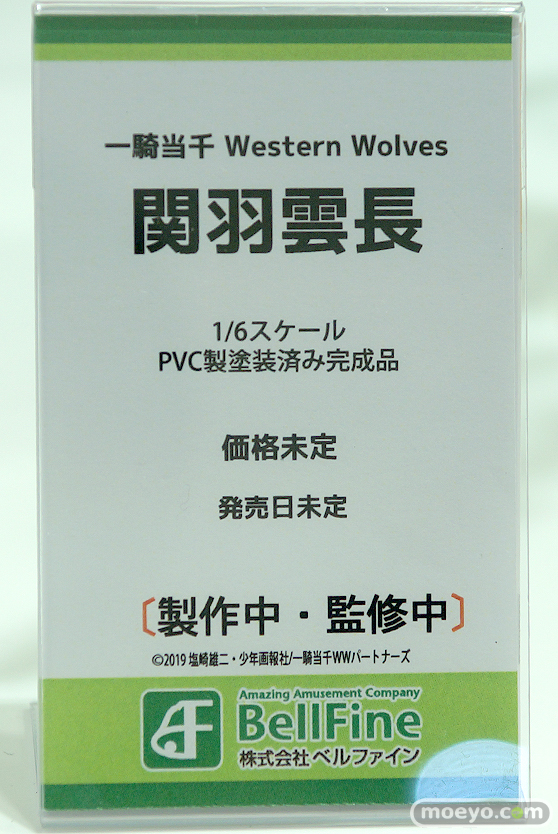 一騎当千 Western Wolves
関羽雲長
1/6スケール
PVC製塗装済み完成品
価格未定
発売日未定
〔製作中・監修中〕
©2019 塩崎雄二・少年画報社/一騎当千WWパートナーズ
Amazing Amusement Company
BellFine
株式会社ベルファイン
moeyo.com